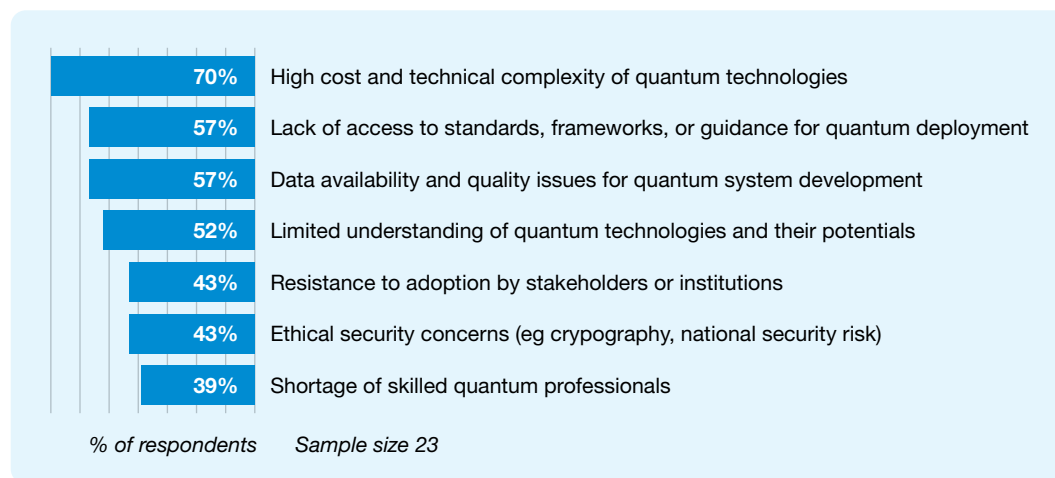 70% High cost and technical complexity of quantum technologies
57% Lack of access to standards, frameworks, or guidance for quantum deployment
57% Data availability and quality issues for quantum system development
52% Limited understanding of quantum technologies and their potentials
43% Resistance to adoption by stakeholders or institutions
43% Ethical security concerns (eg crypography, national security risk)
39% Shortage of skilled quantum professionals
% of respondents Sample size 23